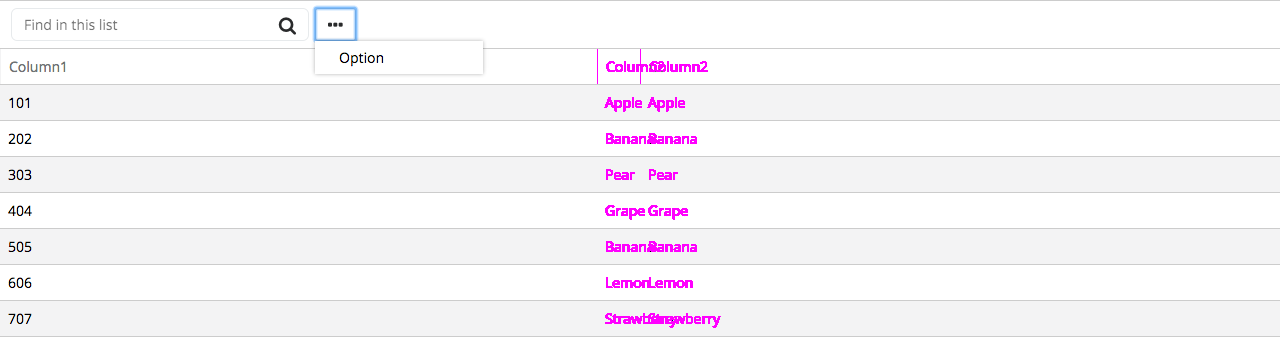 Find in this list
Option
Column1 Column2 Column2
101 Apple Apple
202 Banana Banana
303 Pear Pear
404 Grape Grape
505 Banana Banana
606 Lemon Lemon
707 Strawberry Strawberry